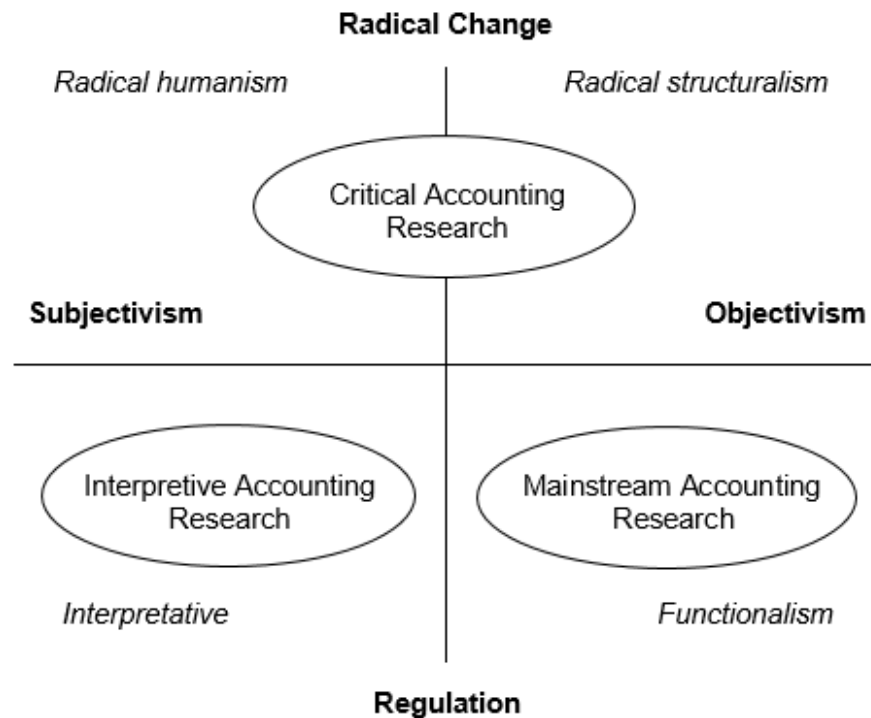 Radical Change
Radical humanism
Radical structuralism
Critical Accounting
Research
Subjectivism
Objectivism
Interpretive Accounting
Research
Mainstream Accounting
Research
Interpretative
Functionalism
Regulation